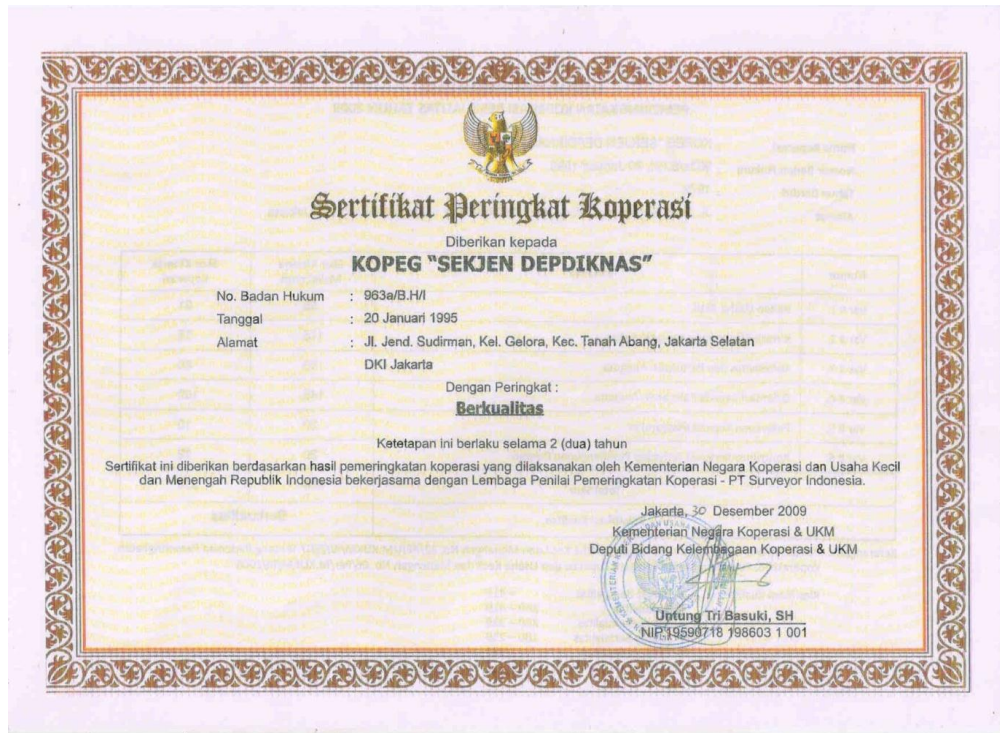 Sertifikat Peringkat Koperasi
Diberikan kepada
KOPEG "SEKJEN DEPDIKNAS"
No. Badan Hukum : 963a/B.H/I
Tanggal : 20 Januari 1995
Alamat : Jl. Jend. Sudirman, Kel. Gelora, Kec. Tanah Abang, Jakarta Selatan
DKI Jakarta
Dengan Peringkat :
Berkualitas
Ketetapan ini berlaku selama 2 (dua) tahun
Sertifikat ini diberikan berdasarkan hasil pemeringkatan koperasi yang dilaksanakan oleh Kementerian Negara Koperasi dan Usaha Kecil
dan Menengah Republik Indonesia bekerjasama dengan Lembaga Penilai Pemeringkatan Koperasi - PT Surveyor Indonesia.
Jakarta, 30 Desember 2009
Kementerian Negara Koperasi & UKM
Deputi Bidang Kelembagaan Koperasi & UKM
Untung Tri Basuki, SH
NIP 19590718 198603 1 001